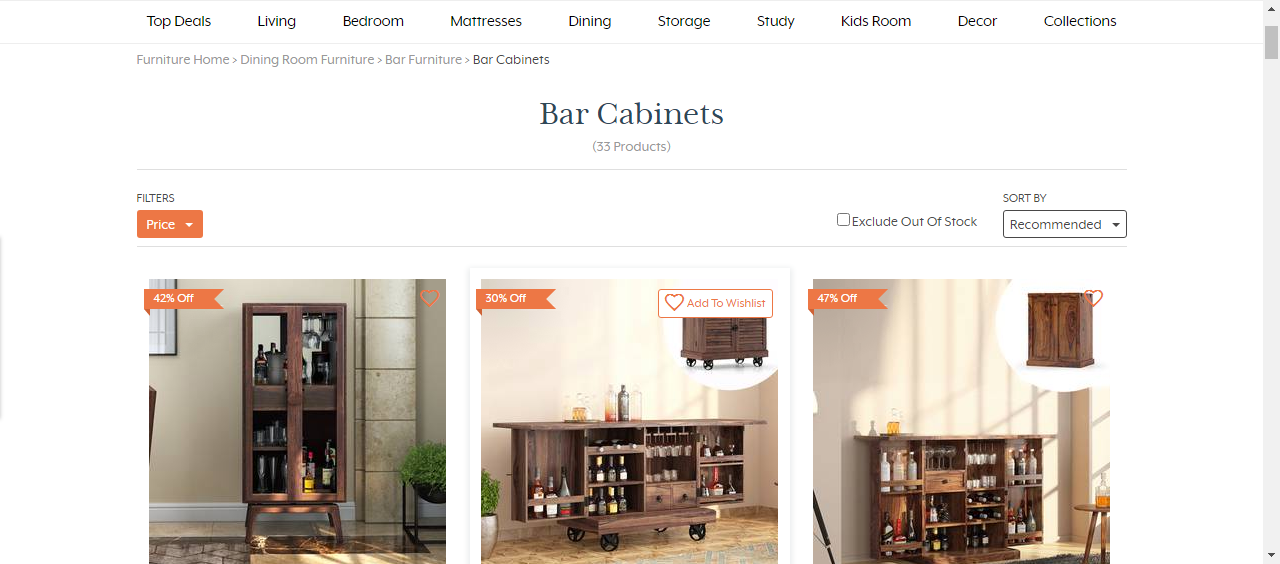 Top Deals Living Bedroom Mattresses Dining Storage Study Kids Room Decor Collections
Furniture Home > Dining Room Furniture > Bar Furniture > Bar Cabinets
Bar Cabinets
(33 Products)
FILTERS
SORT BY
Price
Exclude Out Of Stock
Recommended
42% Off
30% Off
Add To Wishlist
47% Off